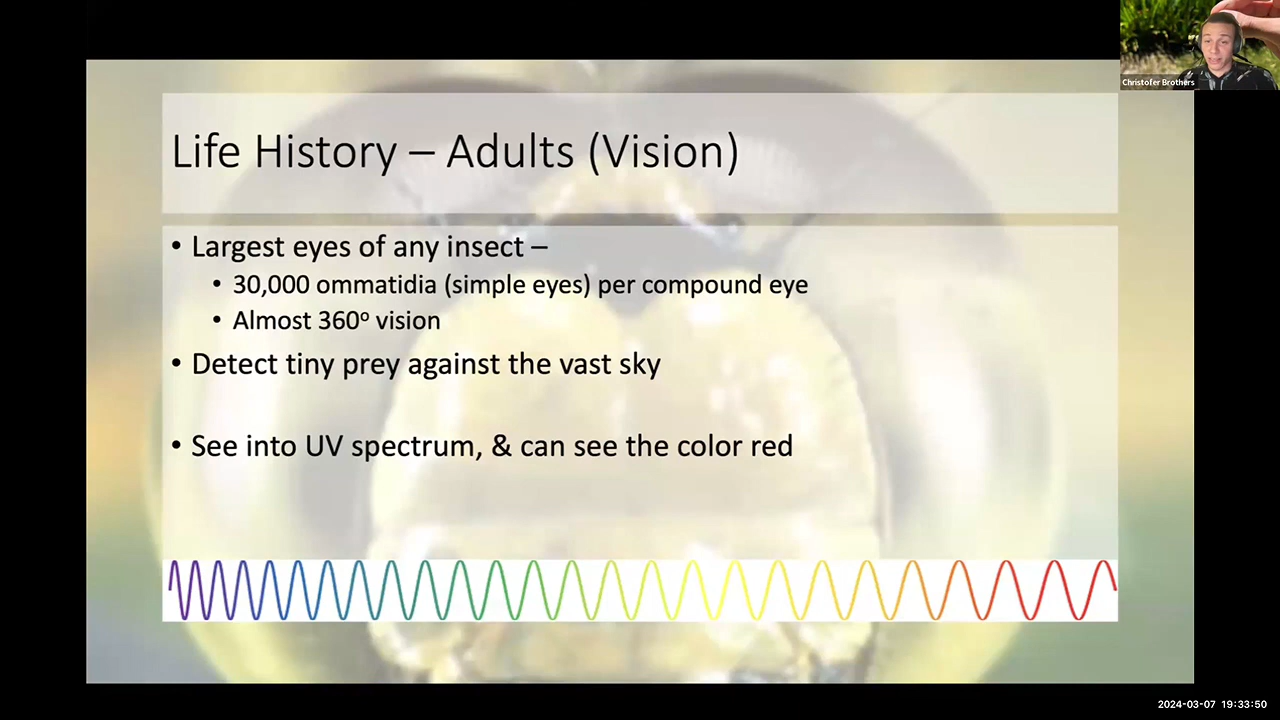 Christofer Brothers
Life History – Adults (Vision)
• Largest eyes of any insect –
• 30,000 ommatidia (simple eyes) per compound eye
• Almost 360º vision
• Detect tiny prey against the vast sky
• See into UV spectrum, & can see the color red
2024-03-07 19:33:50